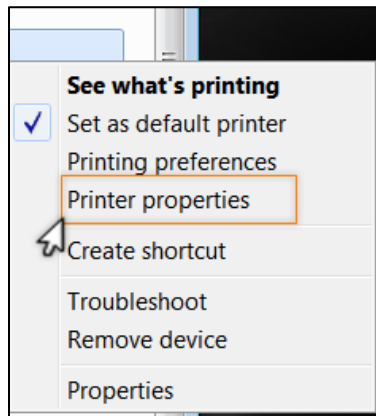 See what's printing
Set as default printer
Printing preferences
Printer properties
Create shortcut
Troubleshoot
Remove device
Properties